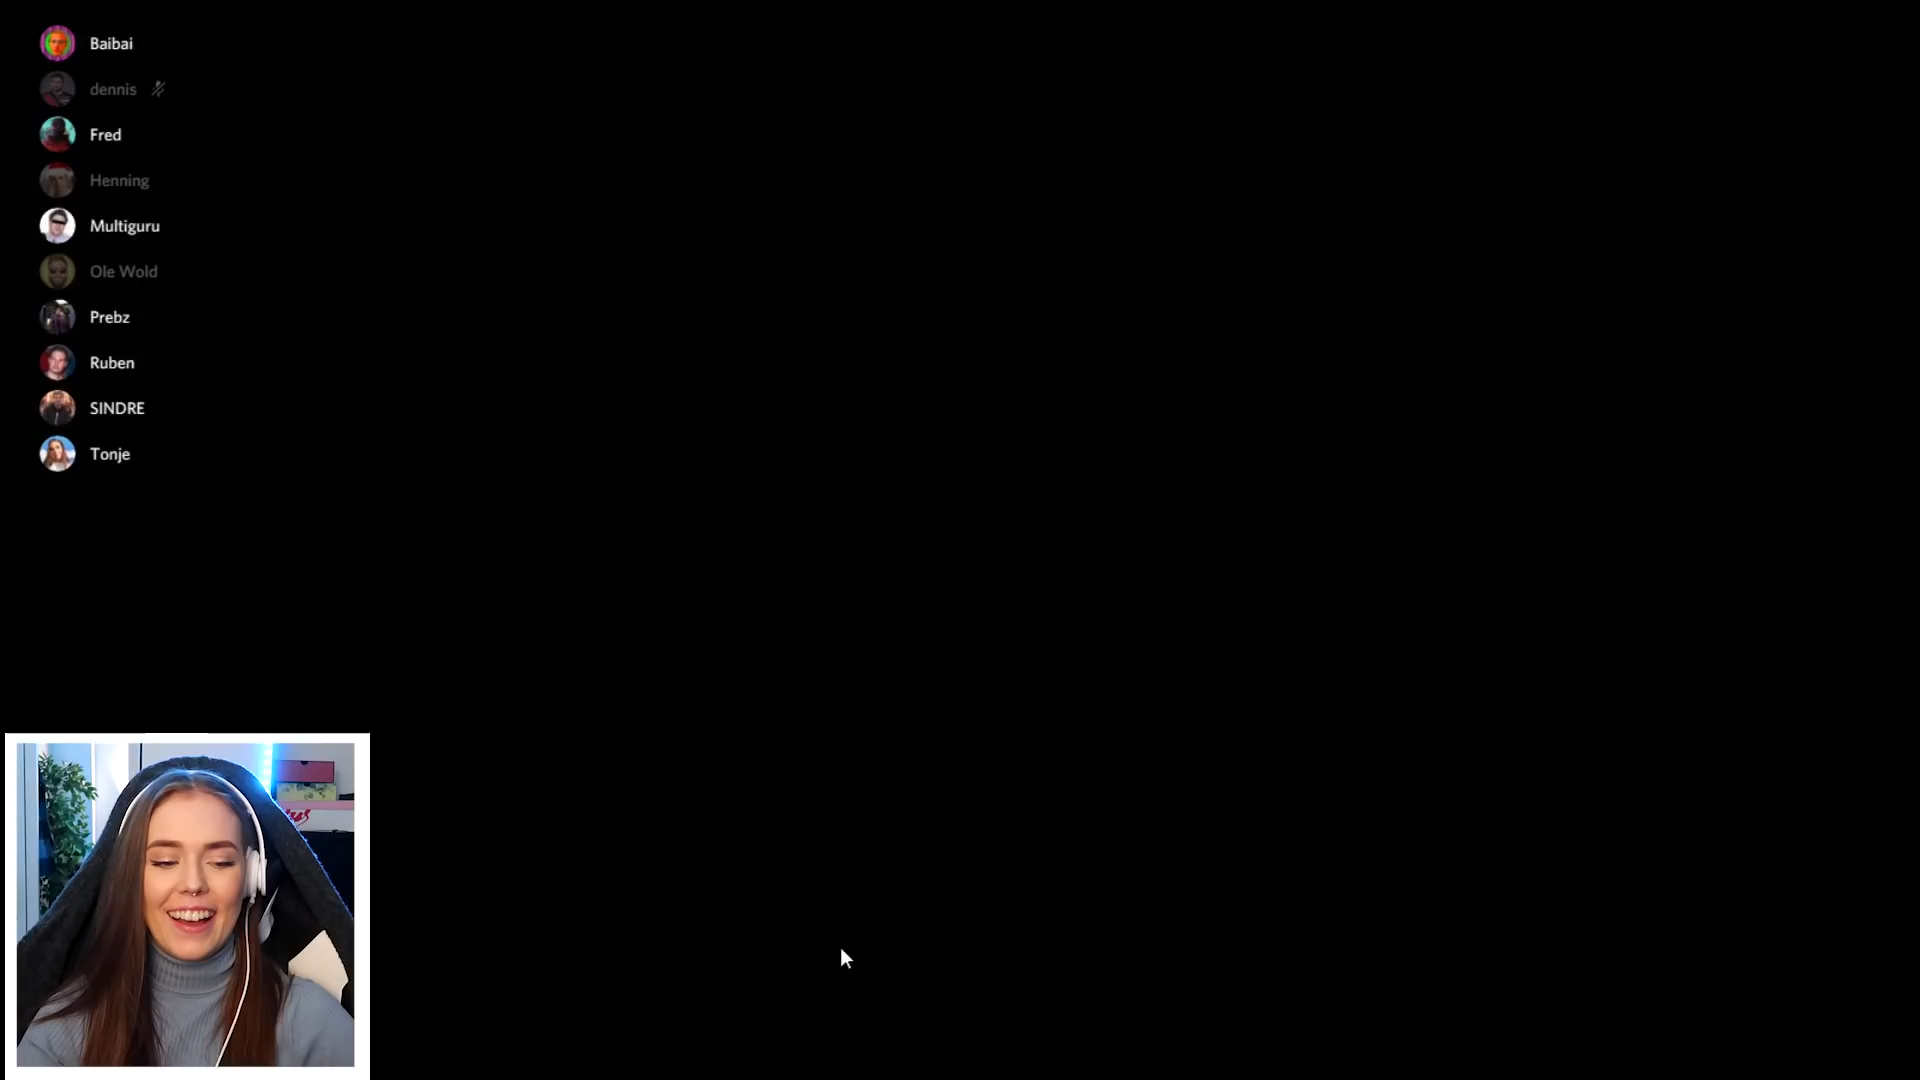 Baibai
dennis
Fred
Henning
Multiguru
Ole Wold
Prebz
Ruben
SINDRE
Tonje